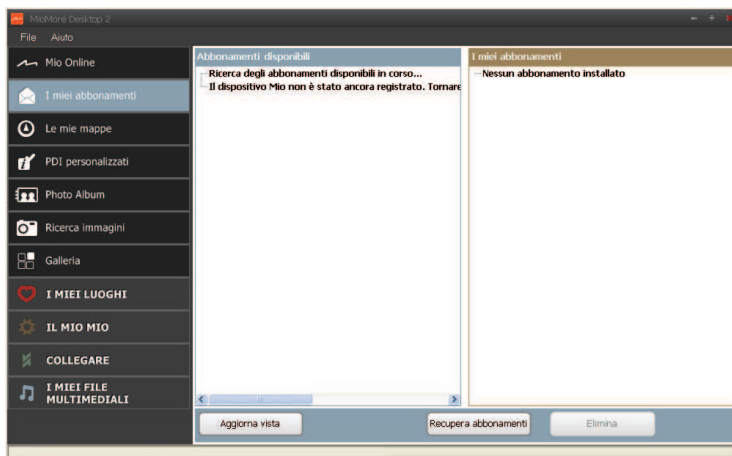 MioMore Desktop 2
File Aiuto
Mio Online
I miei abbonamenti
Le mie mappe
PDI personalizzati
Photo Album
Ricerca immagini
Galleria
I MIEI LUOGHI
IL MIO MIO
COLLEGARE
I MIEI FILE
MULTIMEDIALI
Abbonamenti disponibili
Ricerca degli abbonamenti disponibili in corso...
Il dispositivo Mio non è stato ancora registrato. Tornare
I miei abbonamenti
Nessun abbonamento installato
Aggiorna vista
Recupera abbonamenti
Elimina